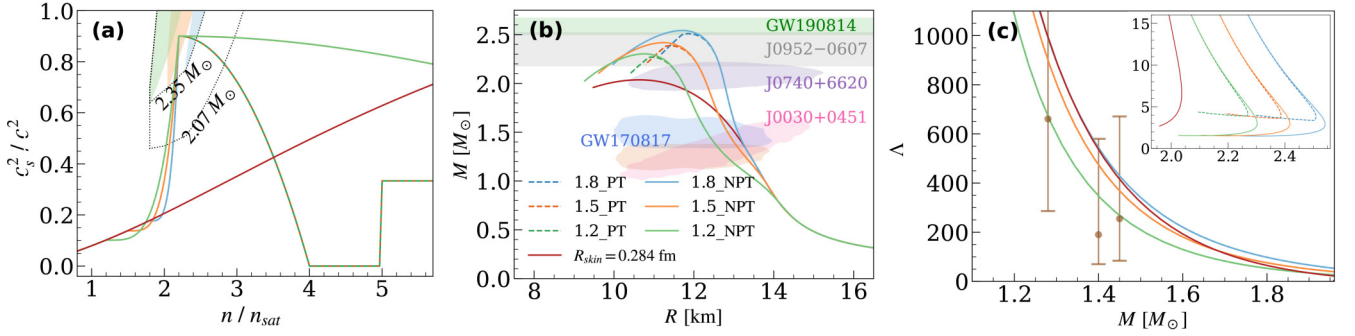 (a)
2.35 M⊙
2.07 M⊙
c_s^2 / c^2
1.0
0.8
0.6
0.4
0.2
0.0
1 2 3 4 5
n / n_sat
(b)
GW190814
J0952−0607
J0740+6620
J0030+0451
GW170817
M [M⊙]
2.5
2.0
1.5
1.0
0.5
0.0
1.8_PT 1.8_NPT
1.5_PT 1.5_NPT
1.2_PT 1.2_NPT
R_skin = 0.284 fm
8 10 12 14 16
R [km]
(c)
Λ
1000
800
600
400
200
0
15
10
5
0
2.0 2.2 2.4
1.2 1.4 1.6 1.8
M [M⊙]